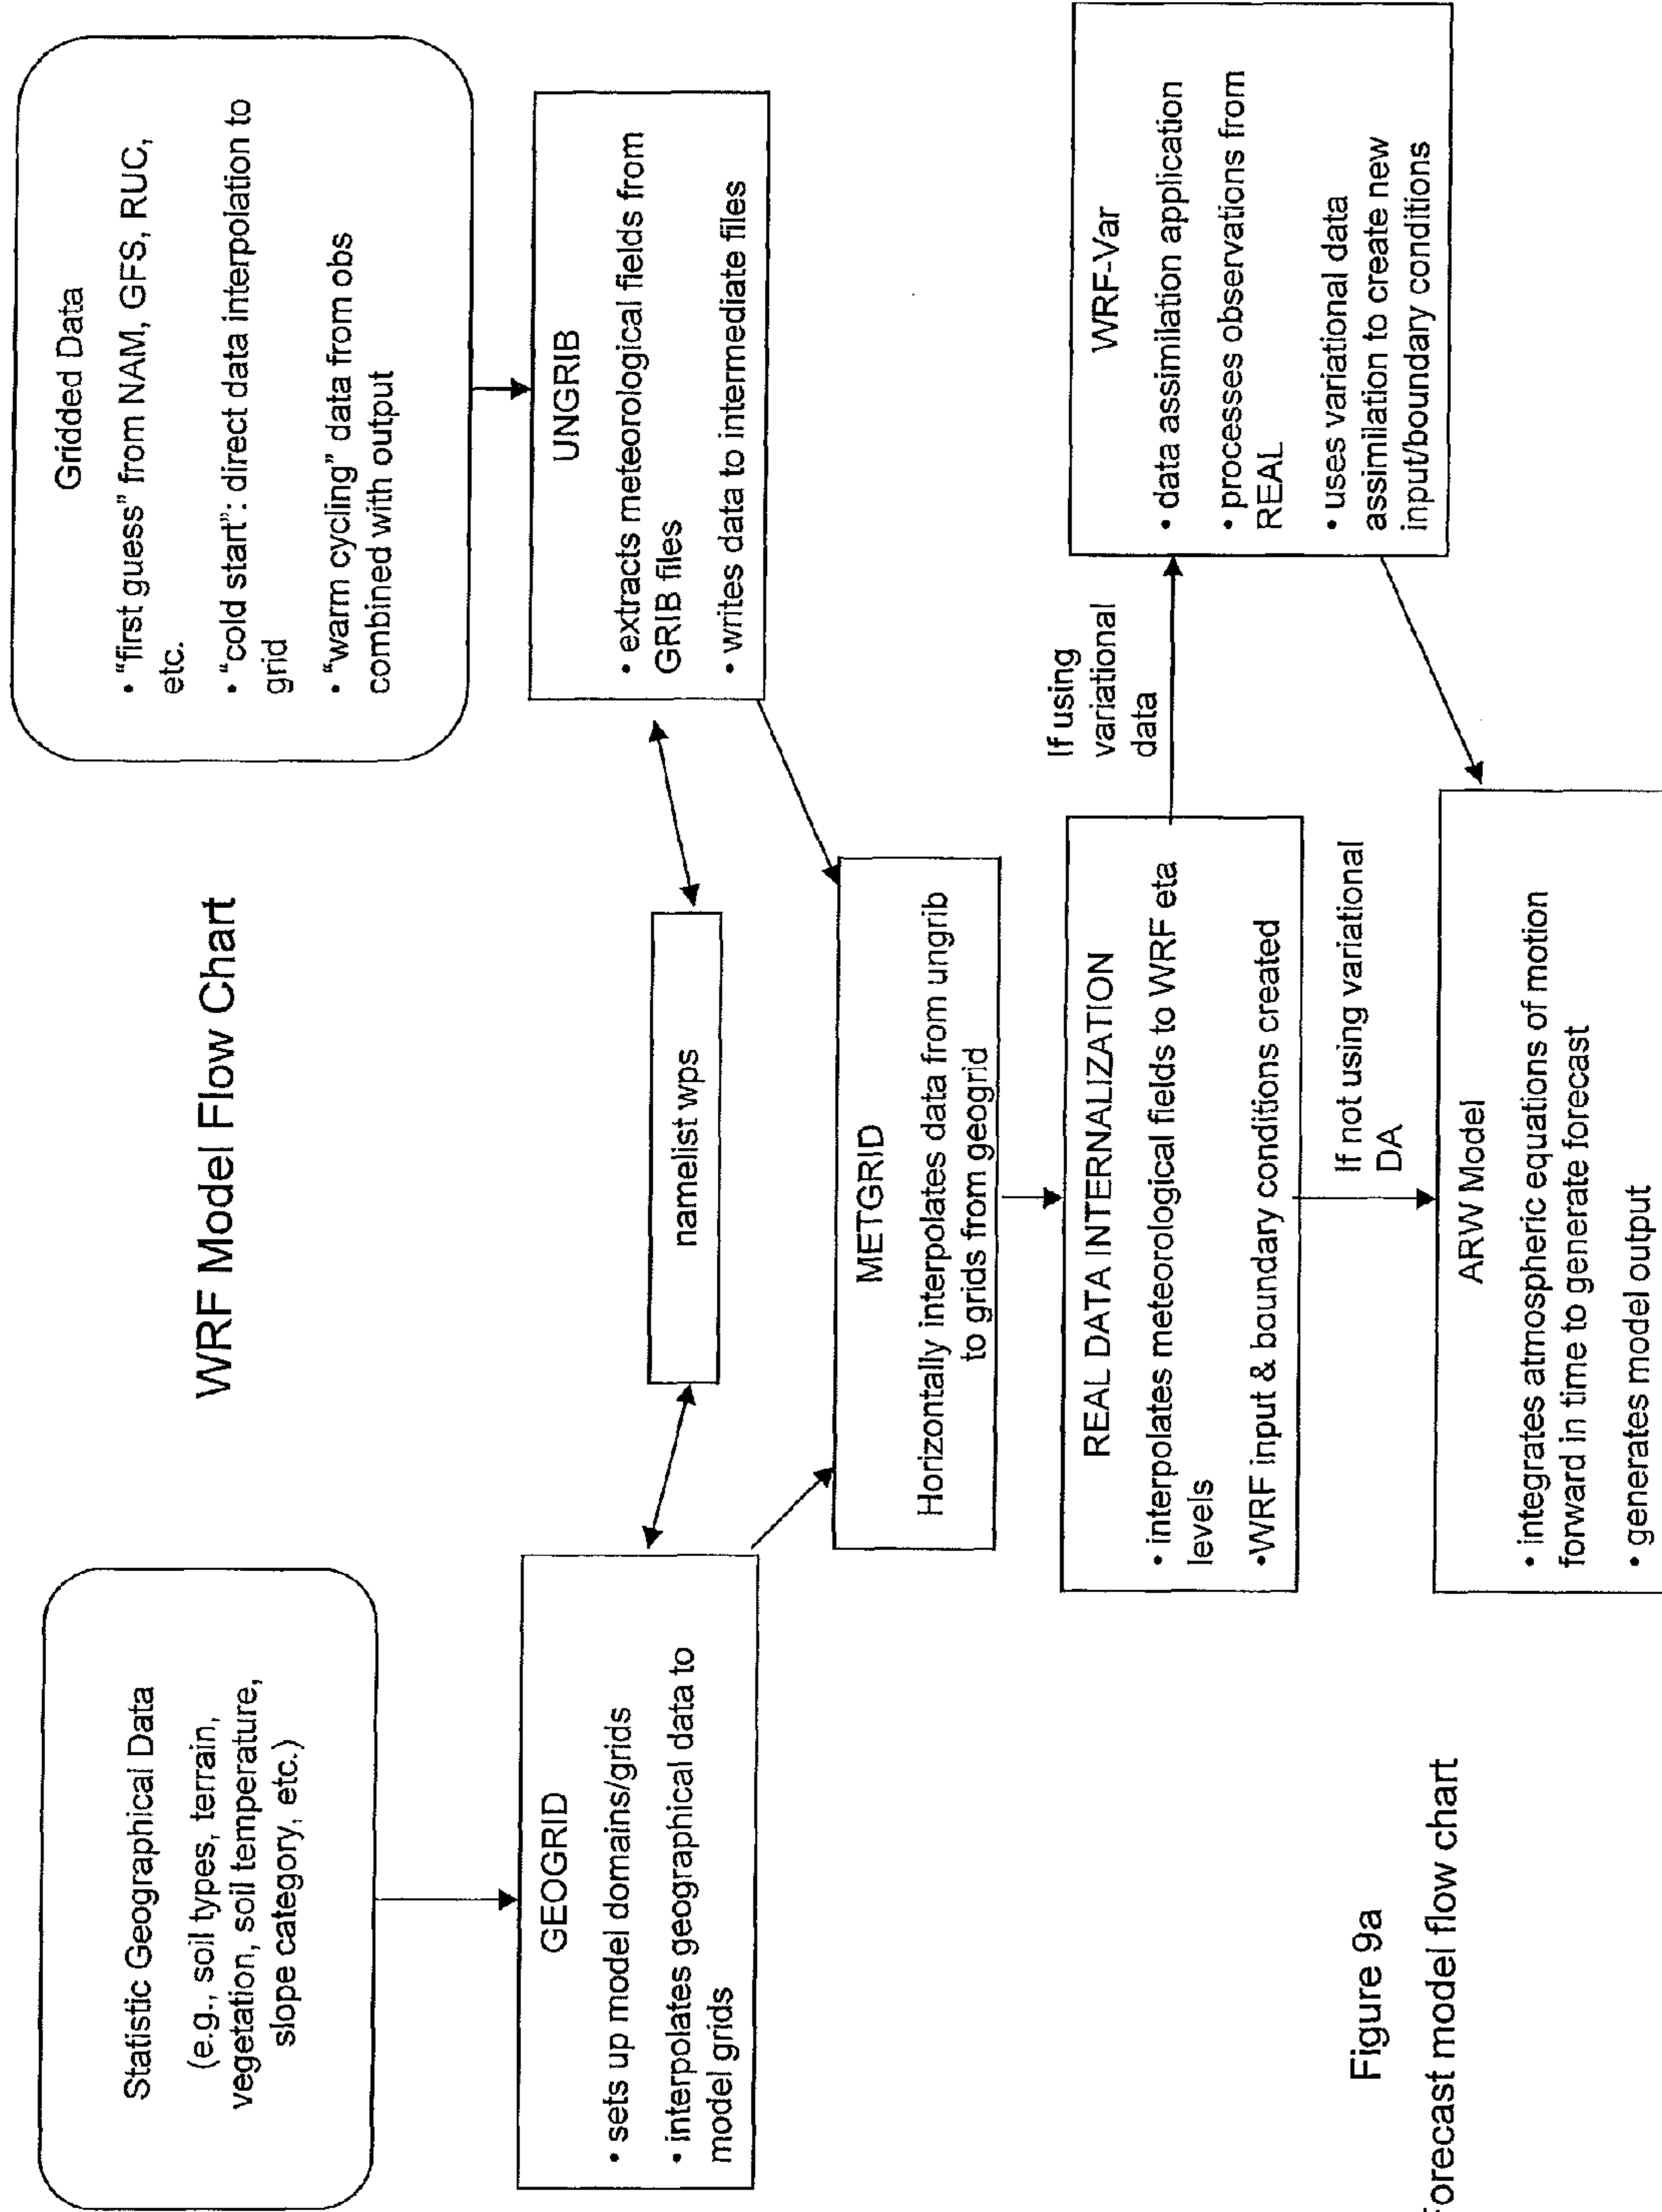 WRF Model Flow Chart
Statistic Geographical Data
(e.g., soil types, terrain,
vegetation, soil temperature,
slope category, etc.)
Gridded Data
• “first guess” from NAM, GFS, RUC,
etc.
• “cold start”: direct data interpolation to
grid
• “warm cycling” data from obs
combined with output
GEOGRID
• sets up model domains/grids
• interpolates geographical data to
model grids
namelist wps
UNGRIB
• extracts meteorological fields from
GRIB files
• writes data to intermediate files
METGRID
Horizontally interpolates data from ungrib
to grids from geogrid
REAL DATA INTERNALIZATION
• interpolates meteorological fields to WRF eta
levels
•WRF input & boundary conditions created
If using
variational
data
WRF-Var
• data assimilation application
• processes observations from
REAL
• uses variational data
assimilation to create new
input/boundary conditions
If not using variational
DA
ARW Model
• integrates atmospheric equations of motion
forward in time to generate forecast
• generates model output
Figure 9a
orecast model flow chart